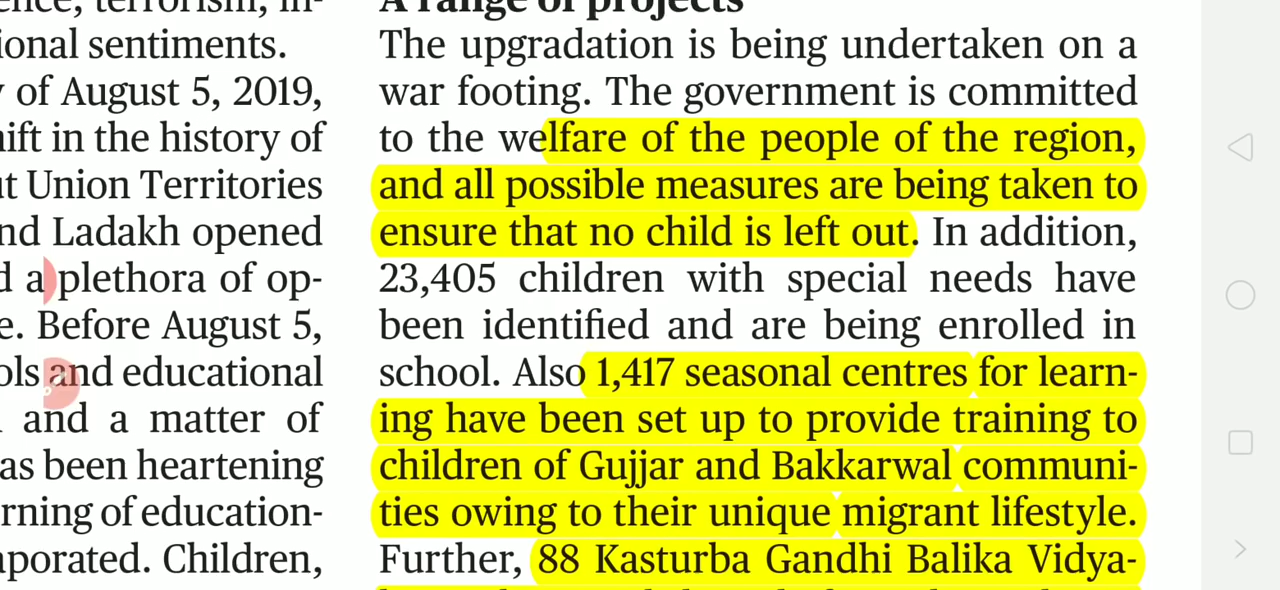 ional sentiments.
of August 5, 2019,
in the history of
Union Territories
Ladakh opened
a plethora of op-
Before August 5,
and educational
and a matter of
as been heartening
of education-
Children,
A range of projects
The upgradation is being undertaken on a
war footing. The government is committed
to the welfare of the people of the region,
and all possible measures are being taken to
ensure that no child is left out. In addition,
23,405 children with special needs have
been identified and are being enrolled in
school. Also 1,417 seasonal centres for learn-
ing have been set up to provide training to
children of Gujjar and Bakkarwal communi-
ties owing to their unique migrant lifestyle.
Further, 88 Kasturba Gandhi Balika Vidya-